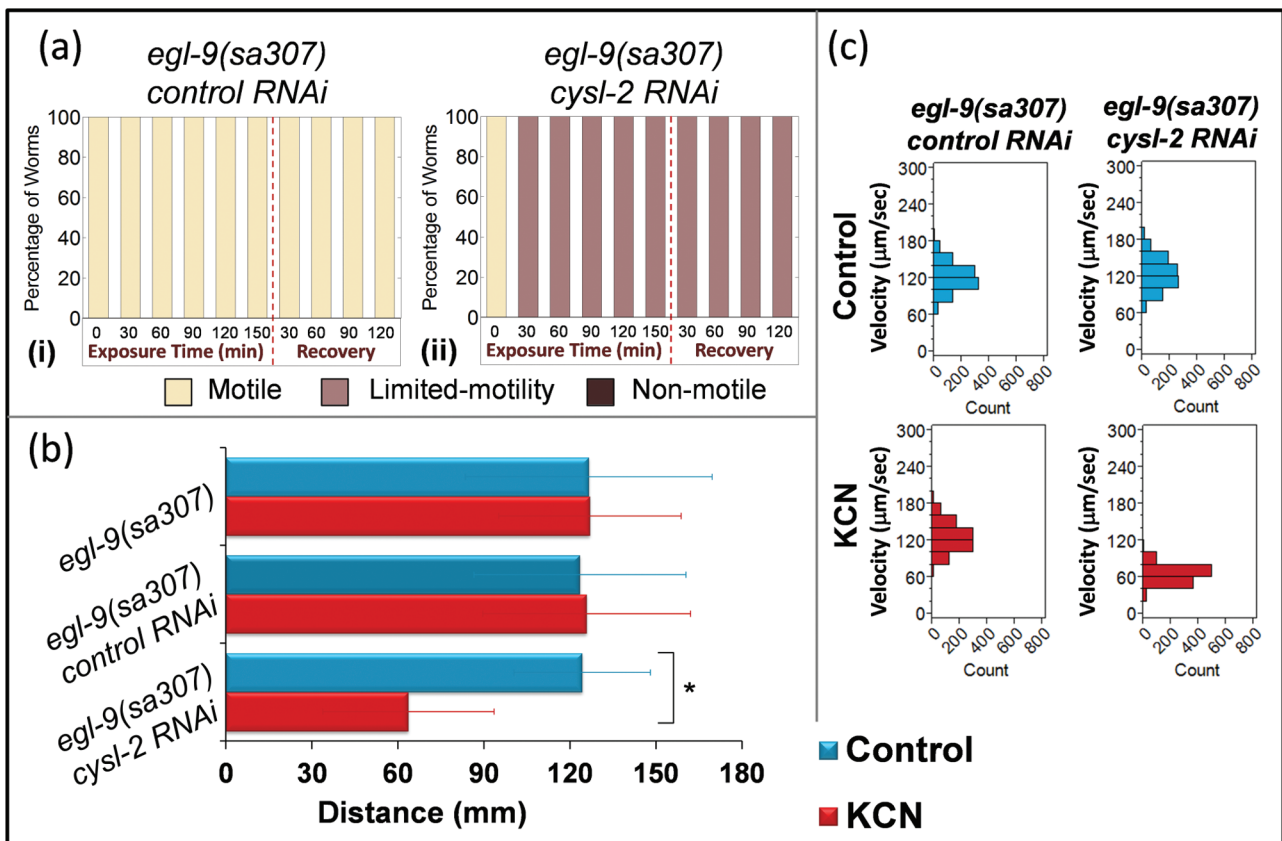 (a)
egl-9(sa307)
control RNAi
Percentage of Worms
100
80
60
40
20
0
0 30 60 90 120 150 30 60 90 120
(i) Exposure Time (min) Recovery
egl-9(sa307)
cysl-2 RNAi
Percentage of Worms
100
80
60
40
20
0
0 30 60 90 120 150 30 60 90 120
(ii) Exposure Time (min) Recovery
Motile Limited-motility Non-motile
(b)
egl-9(sa307)
egl-9(sa307)
control RNAi
egl-9(sa307)
cysl-2 RNAi
*
0 30 60 90 120 150 180
Distance (mm)
Control
KCN
(c)
egl-9(sa307)
control RNAi
egl-9(sa307)
cysl-2 RNAi
Control
Velocity (µm/sec)
300
240
180
120
60
0
0 200 400 600 800
Count
Velocity (µm/sec)
300
240
180
120
60
0
0 200 400 600 800
Count
KCN
Velocity (µm/sec)
300
240
180
120
60
0
0 200 400 600 800
Count
Velocity (µm/sec)
300
240
180
120
60
0
0 200 400 600 800
Count